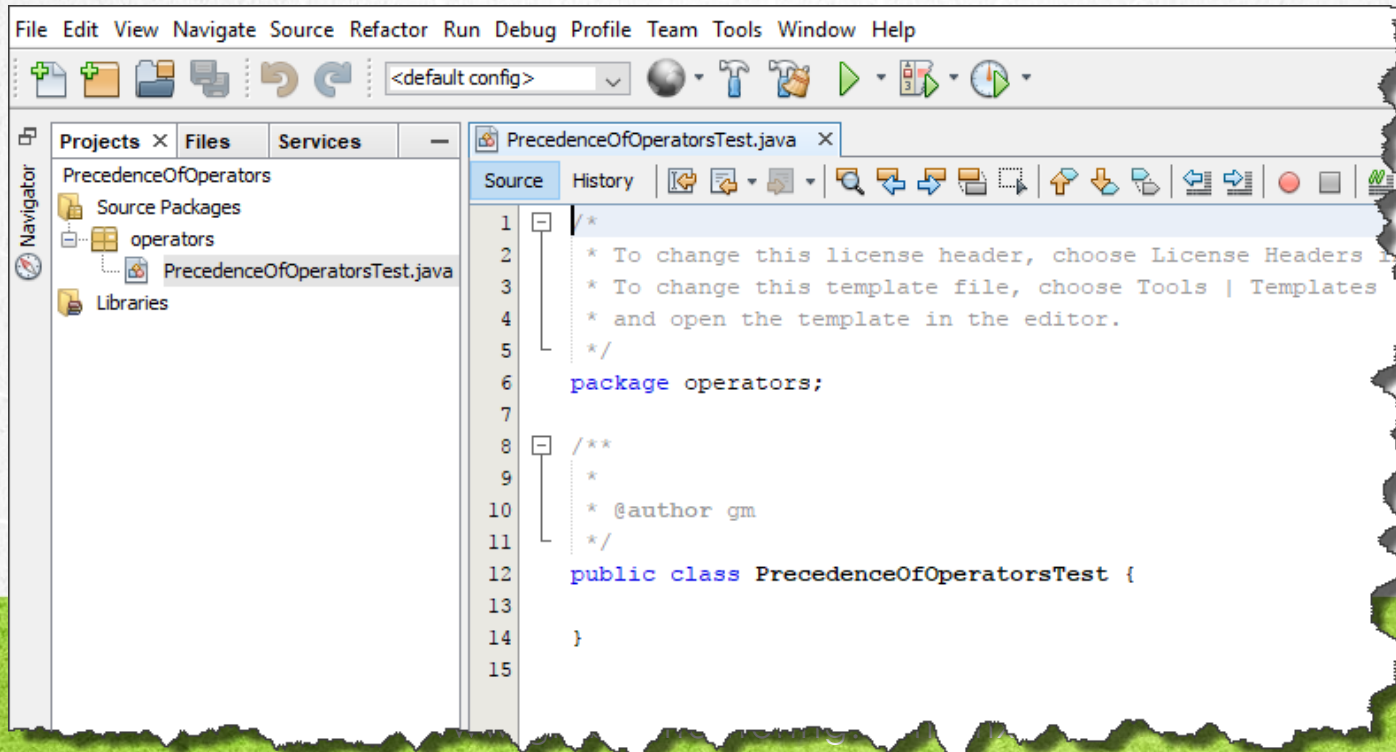 File Edit View Navigate Source Refactor Run Debug Profile Team Tools Window Help
<default config>
Projects Files Services
PrecedenceOfOperatorsTest.java
Navigator
PrecedenceOfOperators
Source Packages
operators
PrecedenceOfOperatorsTest.java
Libraries
Source History
1 /*
2 * To change this license header, choose License Headers
3 * To change this template file, choose Tools | Templates
4 * and open the template in the editor.
5 */
6 package operators;
7
8 /**
9 *
10 * @author gm
11 */
12 public class PrecedenceOfOperatorsTest {
13
14 }
15